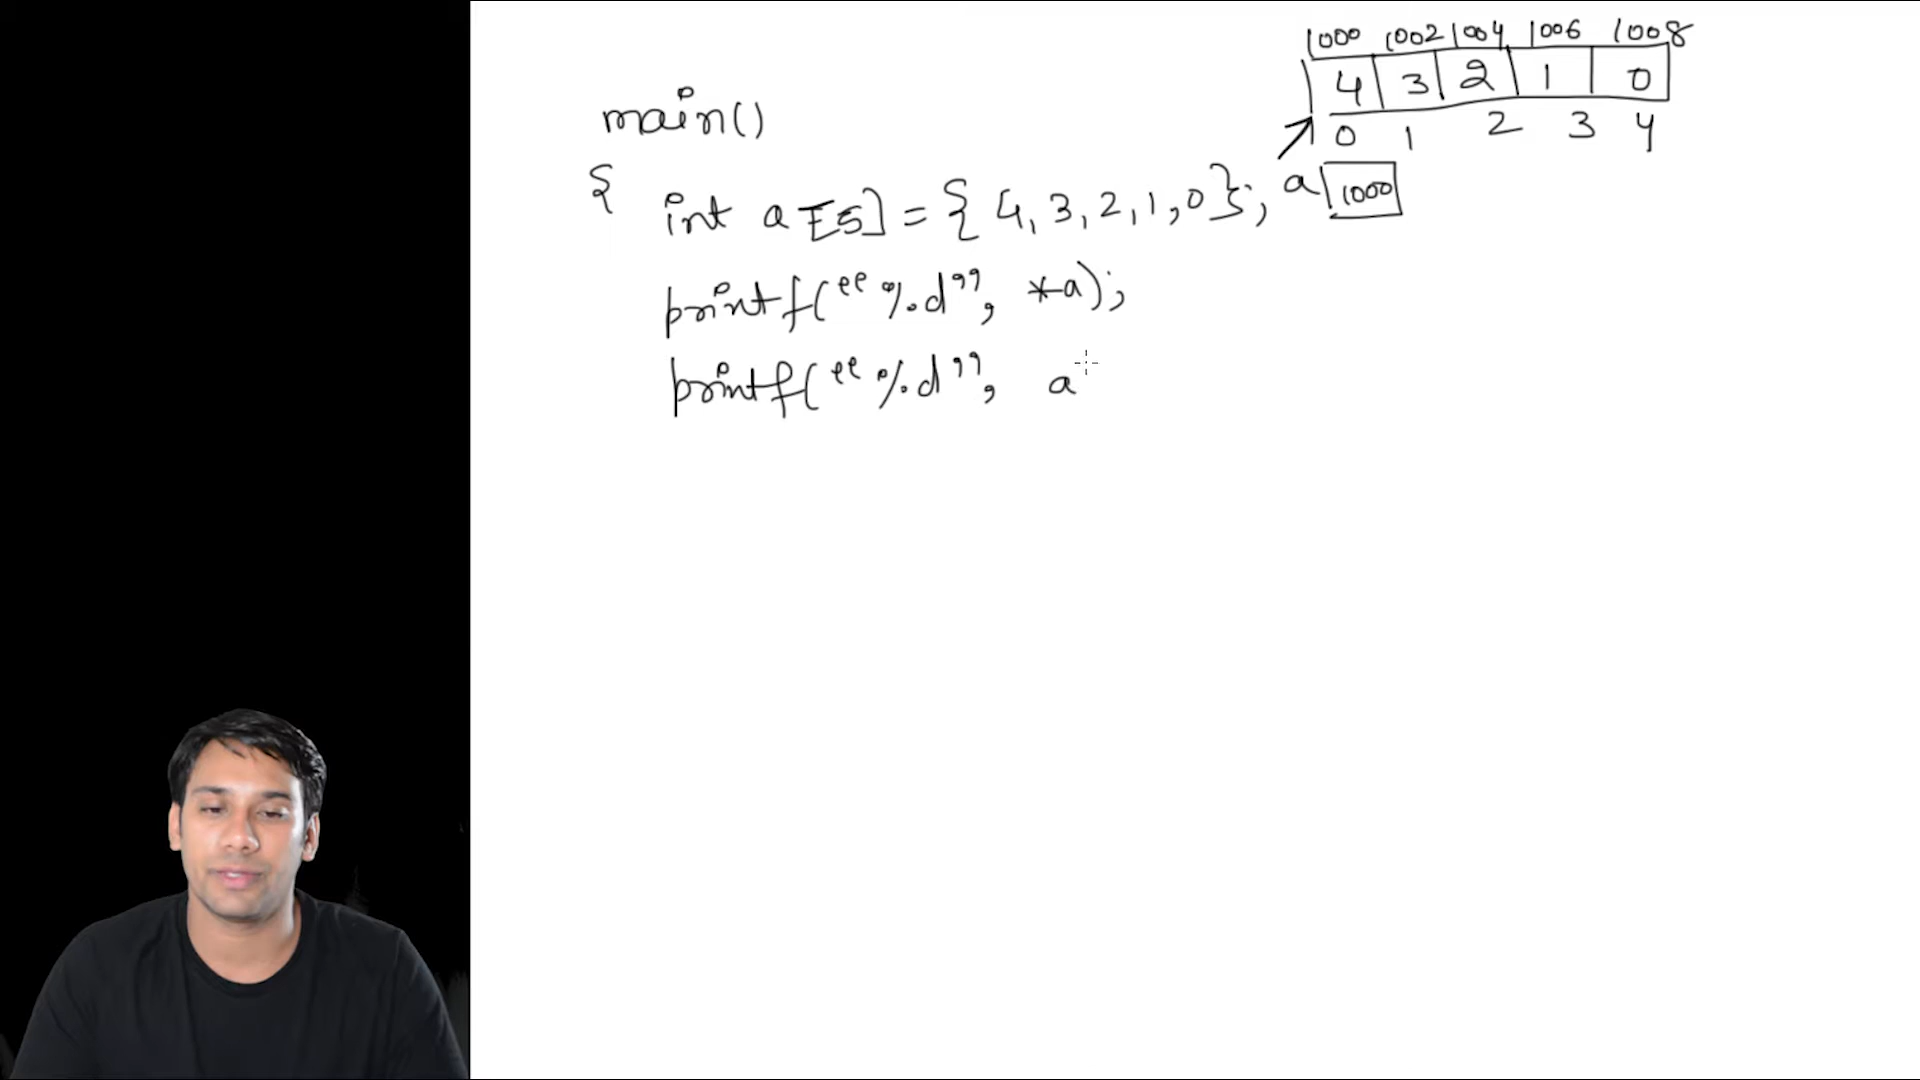 1000 1002 1004 1006 1008
4 3 2 1 0
0 1 2 3 4
a 1000
main()
{
int a[5] = { 4, 3, 2, 1, 0 };
printf("%d", *a);
printf("%d", a